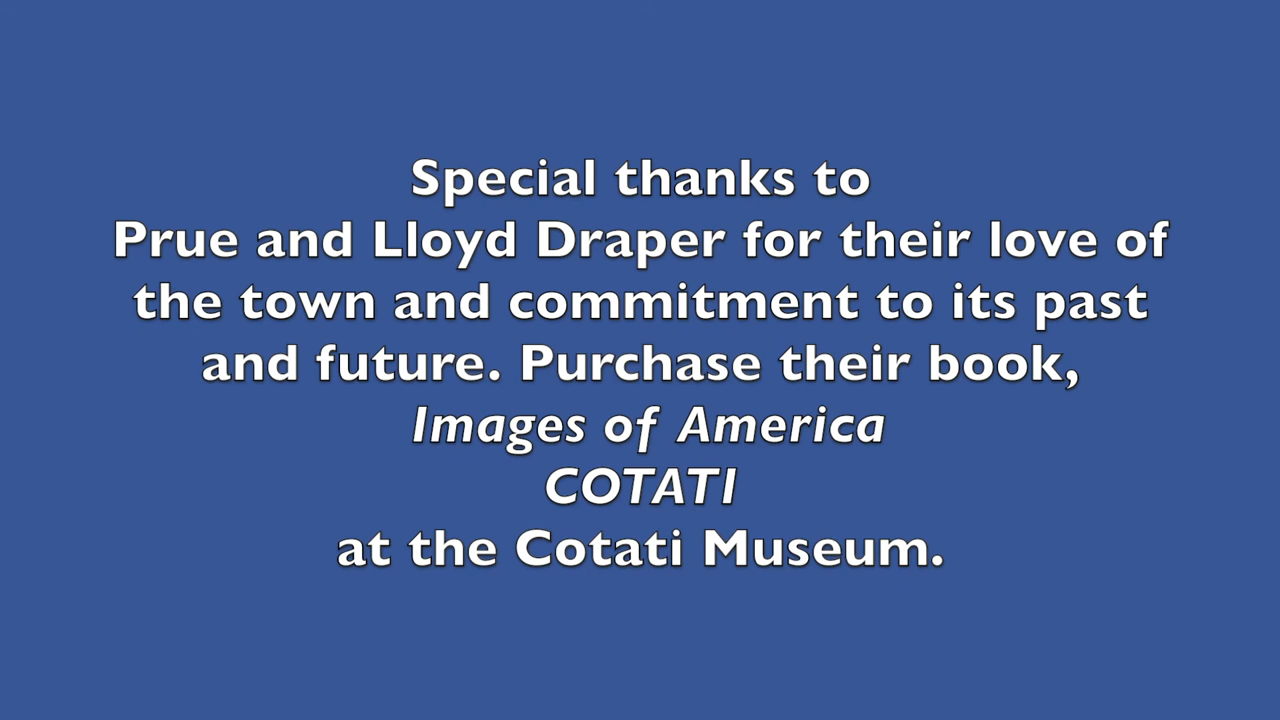 Special thanks to
Prue and Lloyd Draper for their love of
the town and commitment to its past
and future. Purchase their book,
Images of America
COTATI
at the Cotati Museum.